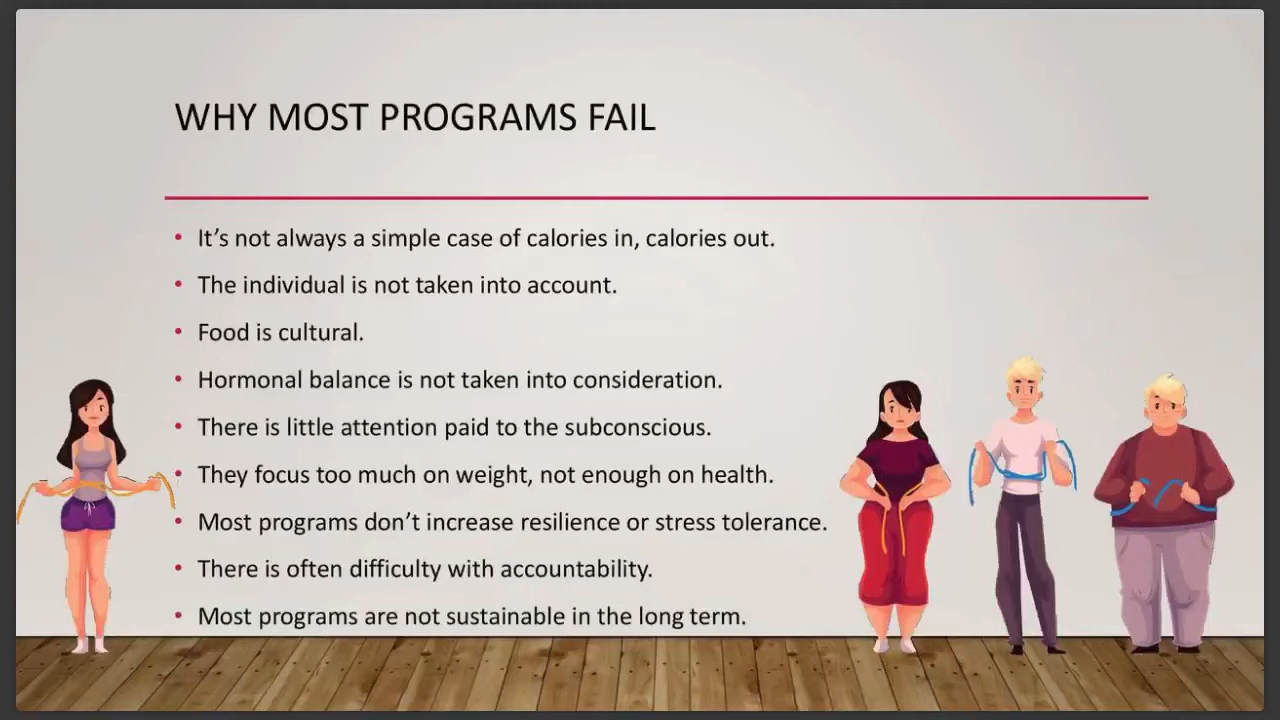 WHY MOST PROGRAMS FAIL
• It’s not always a simple case of calories in, calories out.
• The individual is not taken into account.
• Food is cultural.
• Hormonal balance is not taken into consideration.
• There is little attention paid to the subconscious.
• They focus too much on weight, not enough on health.
• Most programs don’t increase resilience or stress tolerance.
• There is often difficulty with accountability.
• Most programs are not sustainable in the long term.